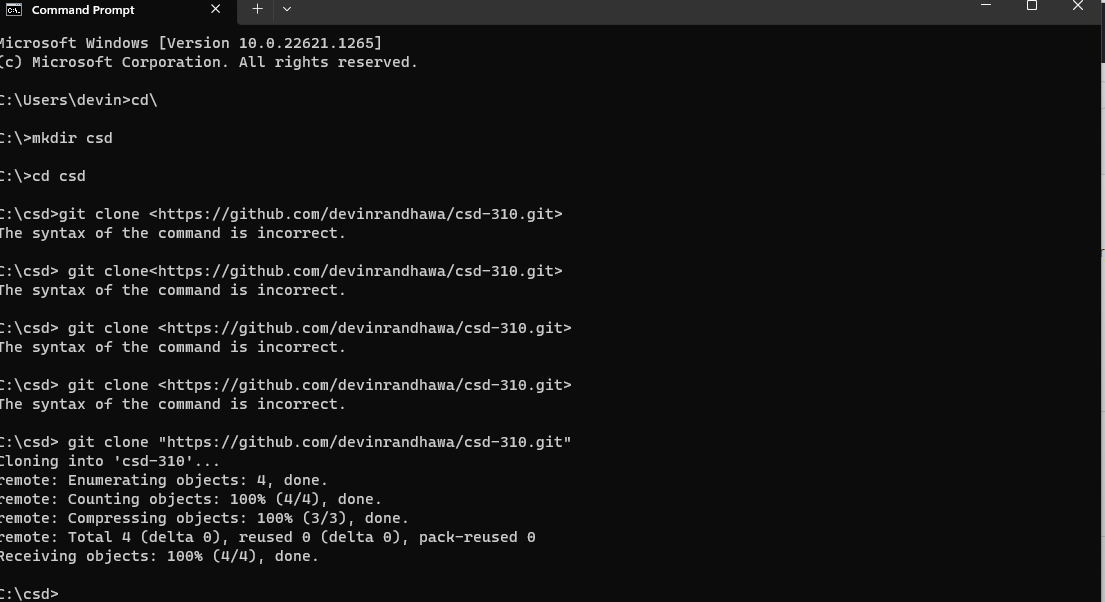 Command Prompt
Microsoft Windows [Version 10.0.22621.1265]
(c) Microsoft Corporation. All rights reserved.
C:\Users\devin>cd\
C:\>mkdir csd
C:\>cd csd
C:\csd>git clone <https://github.com/devinrandhawa/csd-310.git>
The syntax of the command is incorrect.
C:\csd> git clone<https://github.com/devinrandhawa/csd-310.git>
The syntax of the command is incorrect.
C:\csd> git clone <https://github.com/devinrandhawa/csd-310.git>
The syntax of the command is incorrect.
C:\csd> git clone <https://github.com/devinrandhawa/csd-310.git>
The syntax of the command is incorrect.
C:\csd> git clone "https://github.com/devinrandhawa/csd-310.git"
Cloning into 'csd-310'...
remote: Enumerating objects: 4, done.
remote: Counting objects: 100% (4/4), done.
remote: Compressing objects: 100% (3/3), done.
remote: Total 4 (delta 0), reused 0 (delta 0), pack-reused 0
Receiving objects: 100% (4/4), done.
C:\csd>